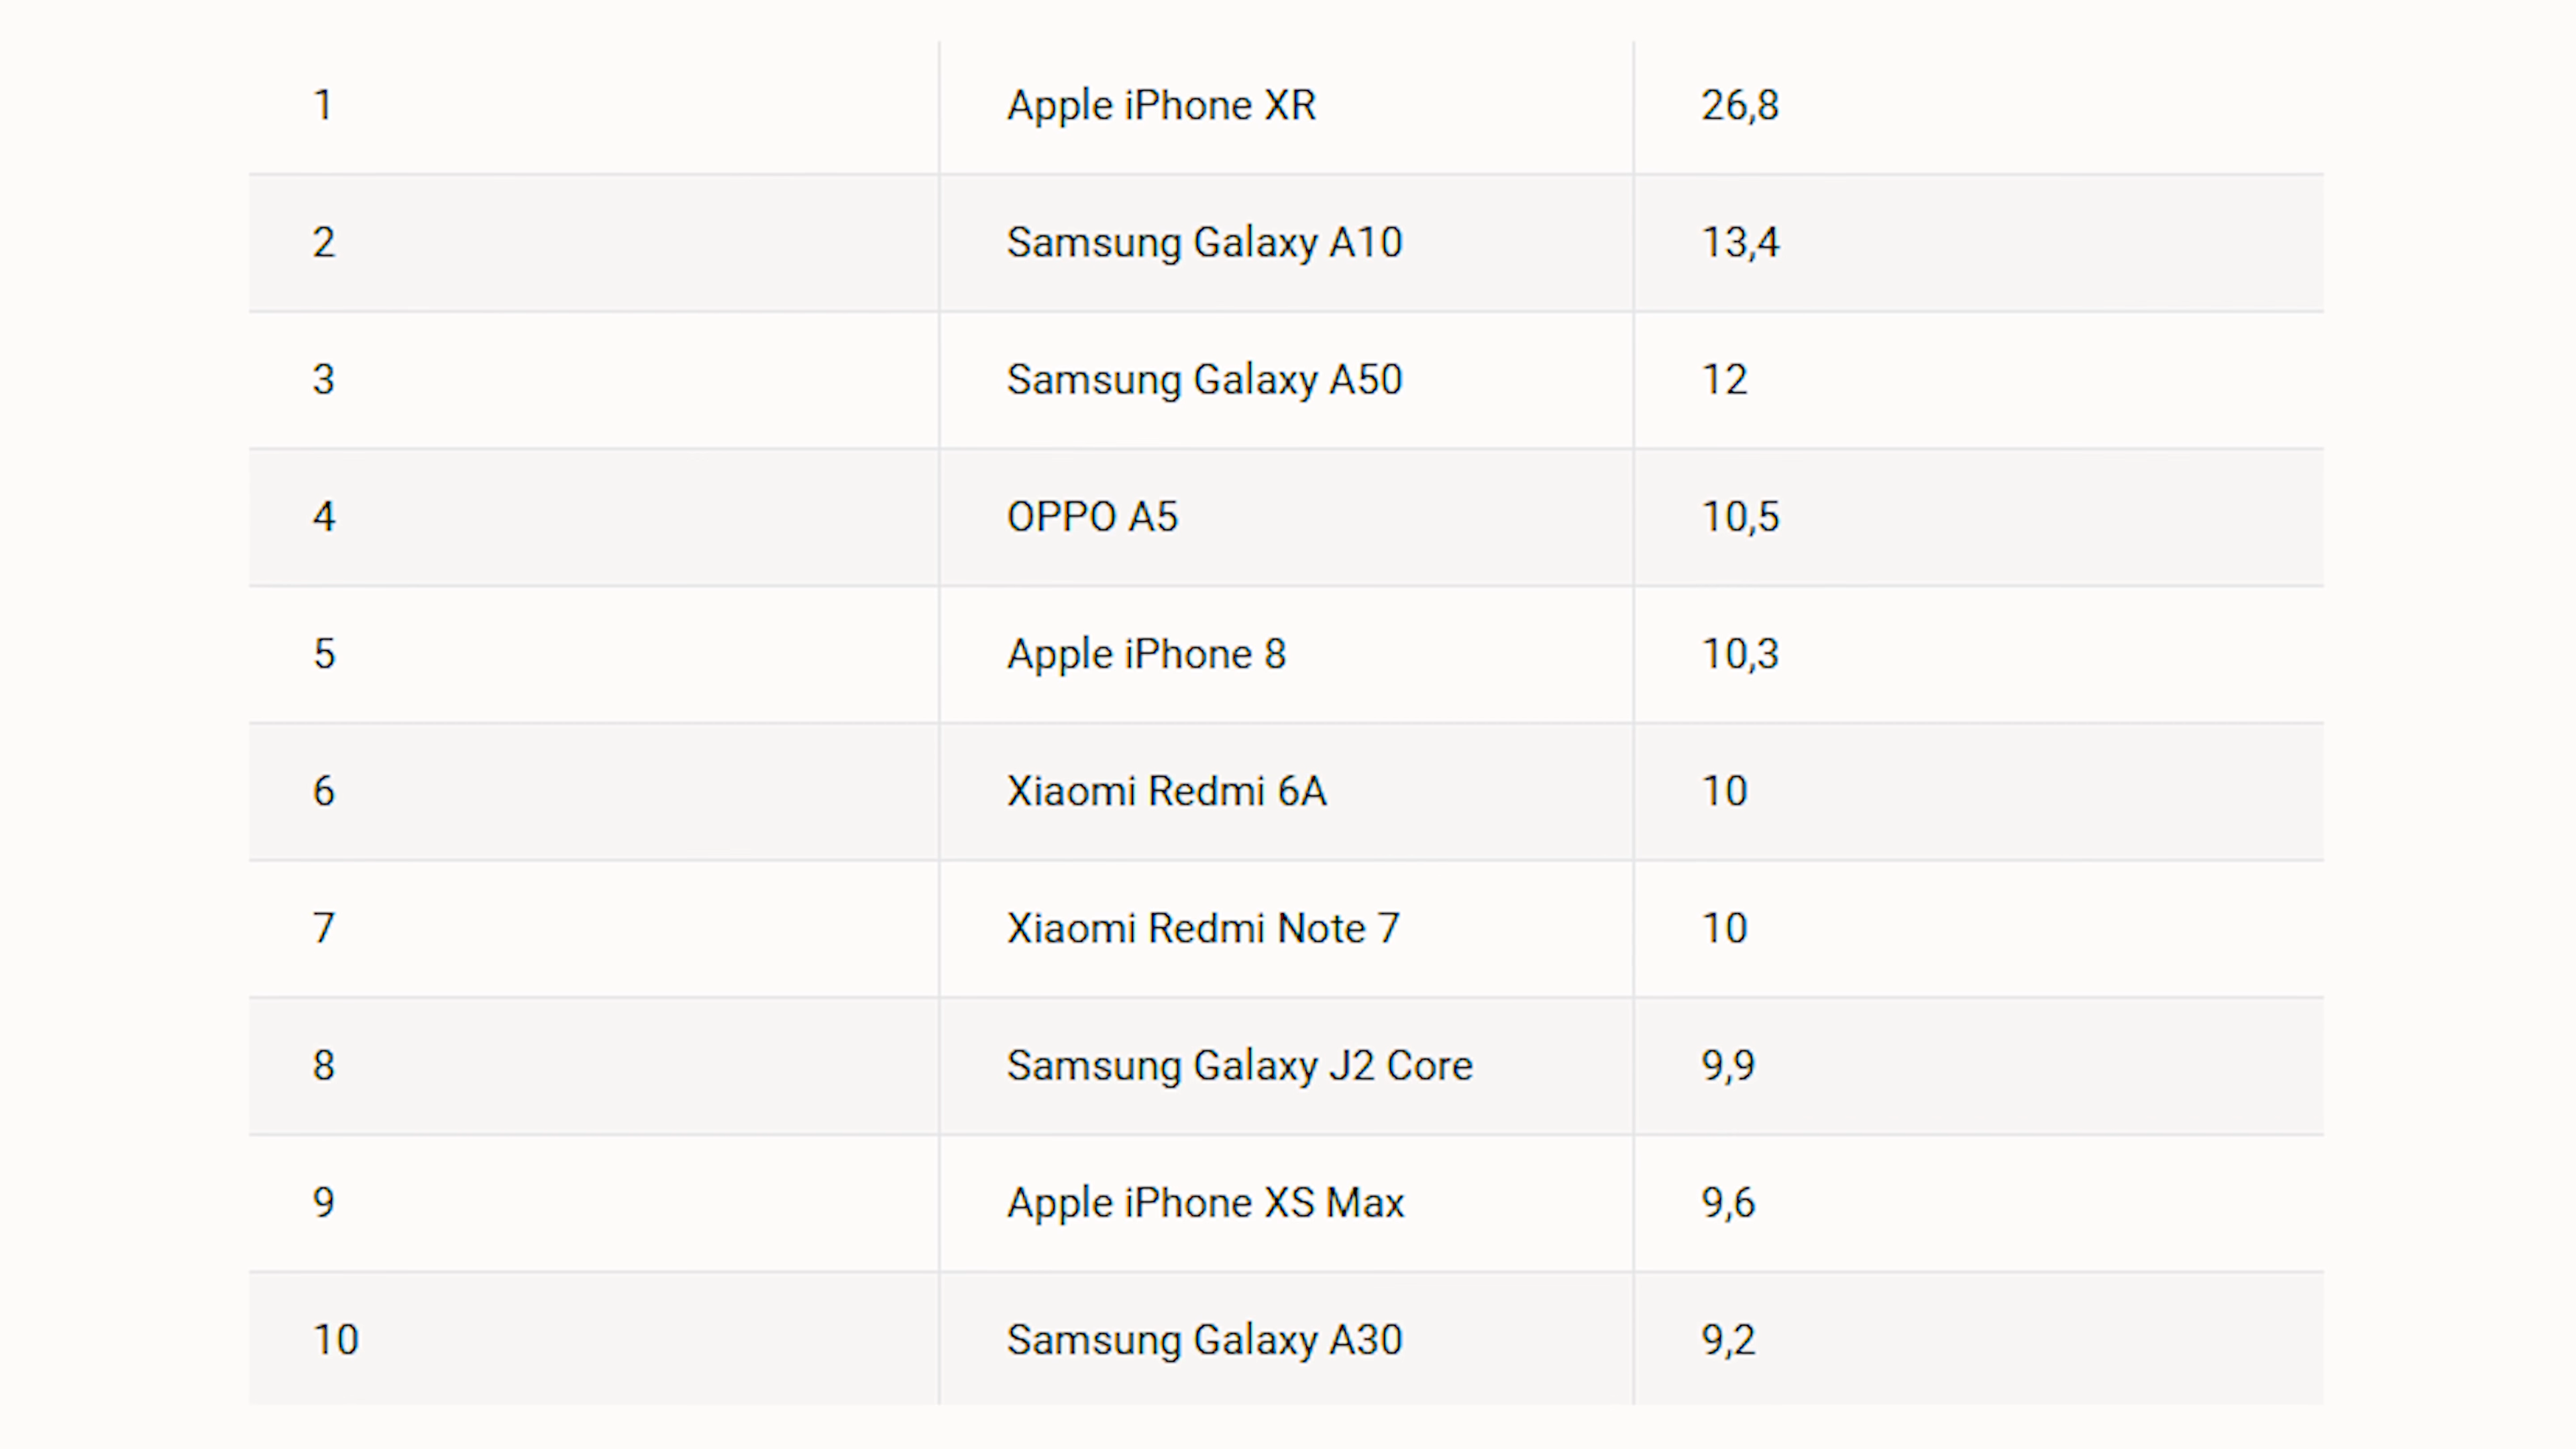 1 Apple iPhone XR 26,8
2 Samsung Galaxy A10 13,4
3 Samsung Galaxy A50 12
4 OPPO A5 10,5
5 Apple iPhone 8 10,3
6 Xiaomi Redmi 6A 10
7 Xiaomi Redmi Note 7 10
8 Samsung Galaxy J2 Core 9,9
9 Apple iPhone XS Max 9,6
10 Samsung Galaxy A30 9,2